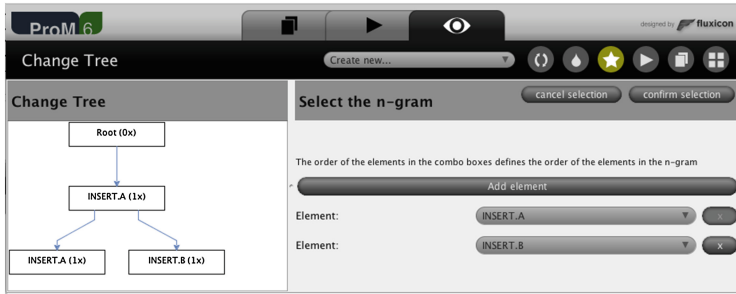 ProM 6
designed by fluxicon
Change Tree
Create new...
Change Tree
Root (0x)
INSERT.A (1x)
INSERT.A (1x)
INSERT.B (1x)
Select the n-gram
cancel selection
confirm selection
The order of the elements in the combo boxes defines the order of the elements in the n-gram
Add element
Element:
INSERT.A
x
Element:
INSERT.B
x